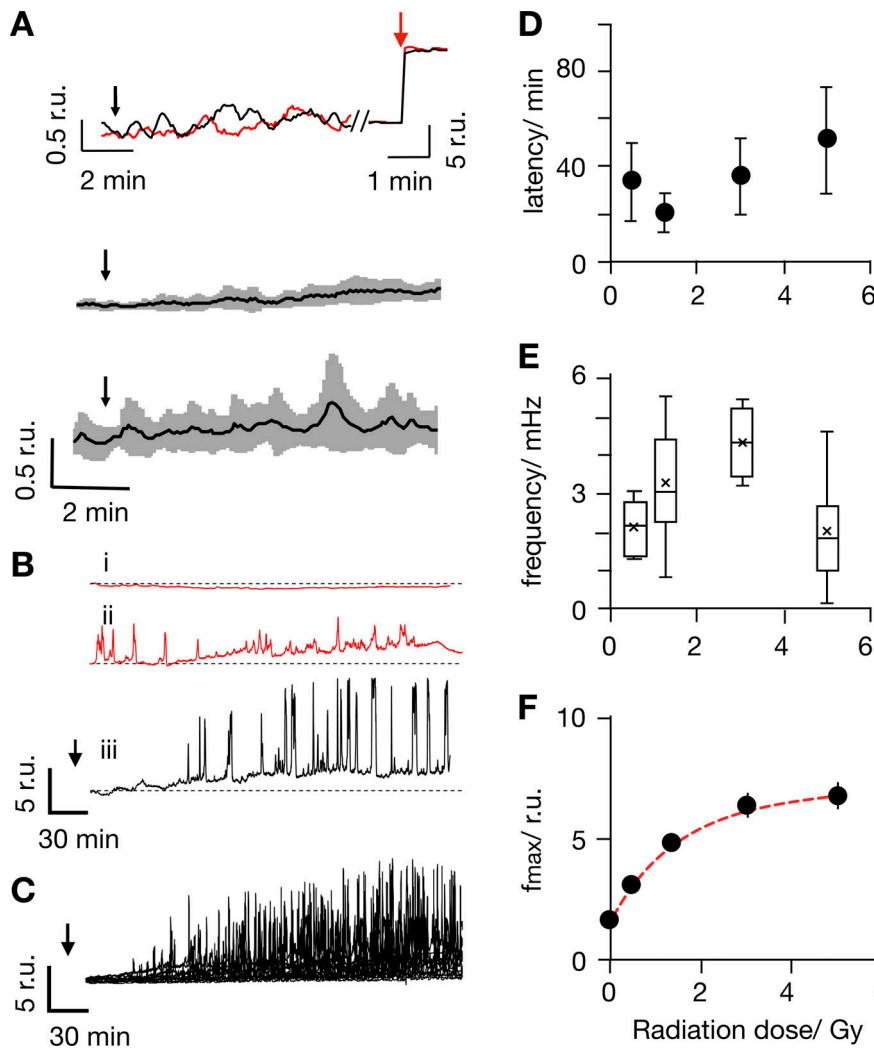 A
0.5 r.u.
2 min
1 min
5 r.u.
0.5 r.u.
2 min
B
i
ii
iii
5 r.u.
30 min
C
5 r.u.
30 min
D
latency/ min
80
40
0
0 2 4 6
E
frequency/ mHz
6
3
0
0 2 4 6
F
fmax/ r.u.
10
5
0
0 2 4
Radiation dose/ Gy